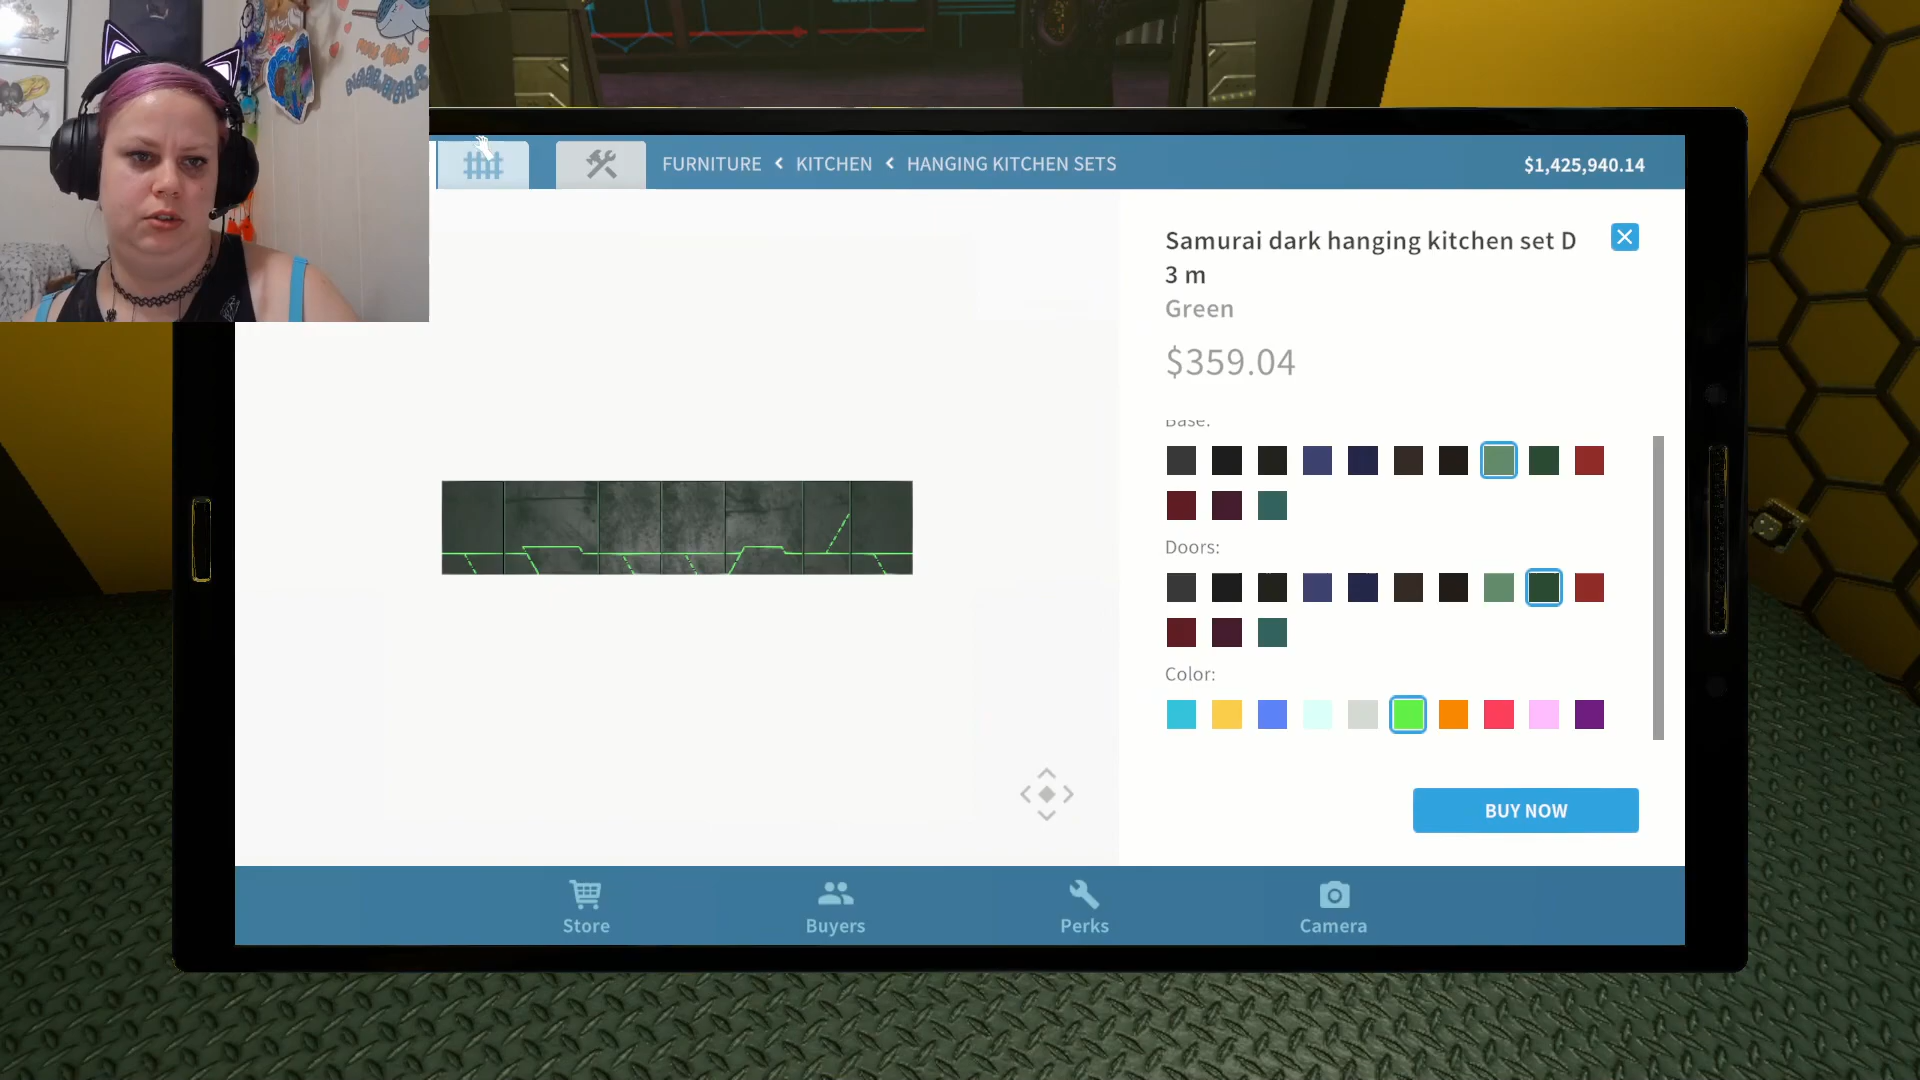 FURNITURE < KITCHEN < HANGING KITCHEN SETS
$1,425,940.14
Samurai dark hanging kitchen set D
3 m
Green
$359.04
Base:
Doors:
Color:
BUY NOW
Store
Buyers
Perks
Camera